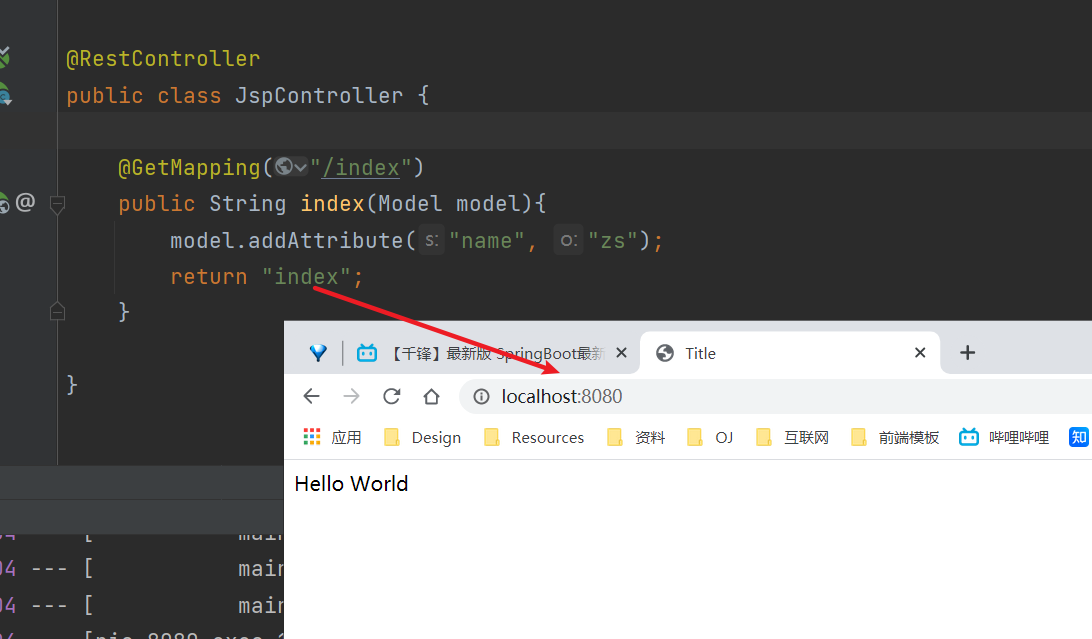 @RestController
public class JspController {
@GetMapping("/index")
@
public String index(Model model){
model.addAttribute( s: "name", o: "zs");
return "index";
}
}
【千锋】最新版 SpringBoot最新
Title
localhost:8080
应用 Design Resources 资料 OJ 互联网 前端模板 哔哩哔哩 知
Hello World
04 --- [ main
04 --- [ main